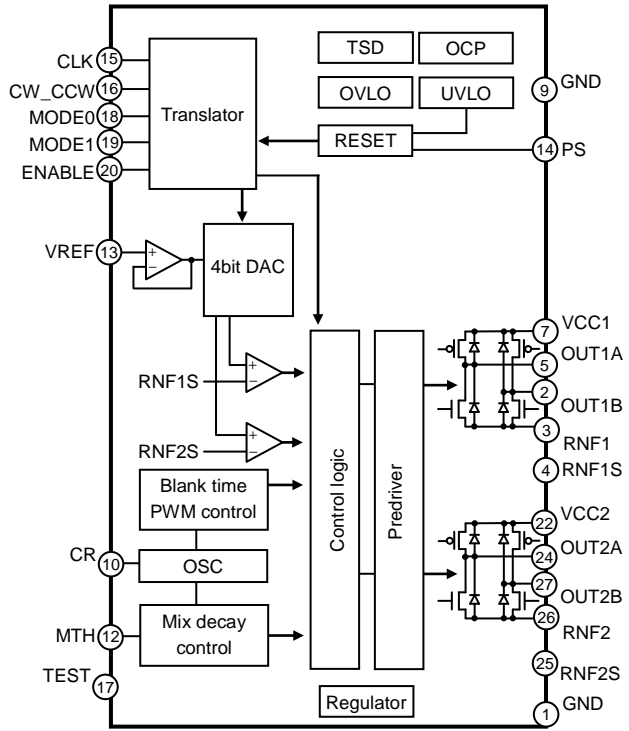 CLK
15
CW_CCW
16
MODE0
18
MODE1
19
ENABLE
20
Translator
TSD
OCP
OVLO
UVLO
RESET
9
GND
14
PS
VREF
13
+
−
4bit DAC
RNF1S
+
−
RNF2S
+
−
Blank time
PWM control
CR
10
OSC
MTH
12
Mix decay
control
TEST
17
Control logic
Predriver
Regulator
7
VCC1
5
OUT1A
2
OUT1B
3
RNF1
4
RNF1S
22
VCC2
24
OUT2A
27
OUT2B
26
RNF2
25
RNF2S
1
GND